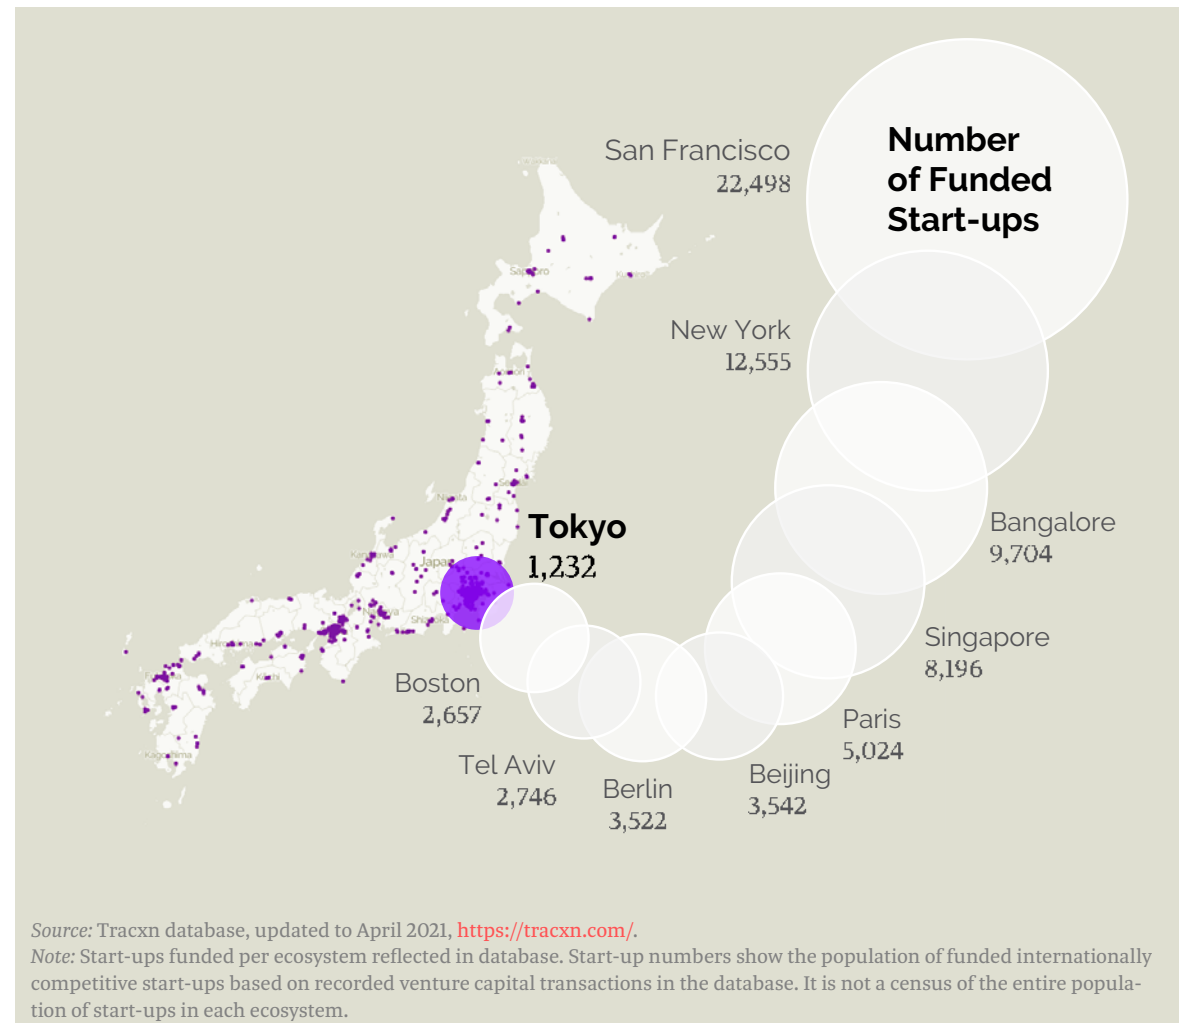 Number
of Funded
Start-ups
San Francisco
22,498
New York
12,555
Bangalore
9,704
Singapore
8,196
Paris
5,024
Beijing
3,542
Berlin
3,522
Tel Aviv
2,746
Boston
2,657
Tokyo
1,232
Sapporo
Japan
Source: Tracxn database, updated to April 2021, https://tracxn.com/.
Note: Start-ups funded per ecosystem reflected in database. Start-up numbers show the population of funded internationally
competitive start-ups based on recorded venture capital transactions in the database. It is not a census of the entire popula-
tion of start-ups in each ecosystem.